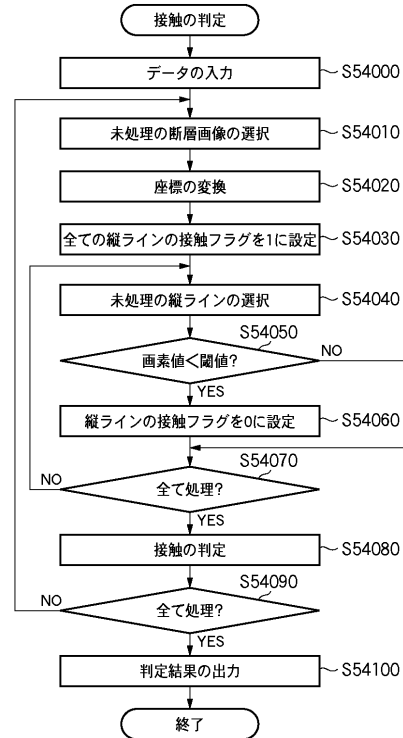 接触の判定
データの入力
S54000
未処理の断層画像の選択
S54010
座標の変換
S54020
全ての縦ラインの接触フラグを1に設定
S54030
未処理の縦ラインの選択
S54040
S54050
画素値<閾値?
NO
YES
縦ラインの接触フラグを0に設定
S54060
S54070
NO
全て処理?
YES
接触の判定
S54080
S54090
NO
全て処理?
YES
判定結果の出力
S54100
終了